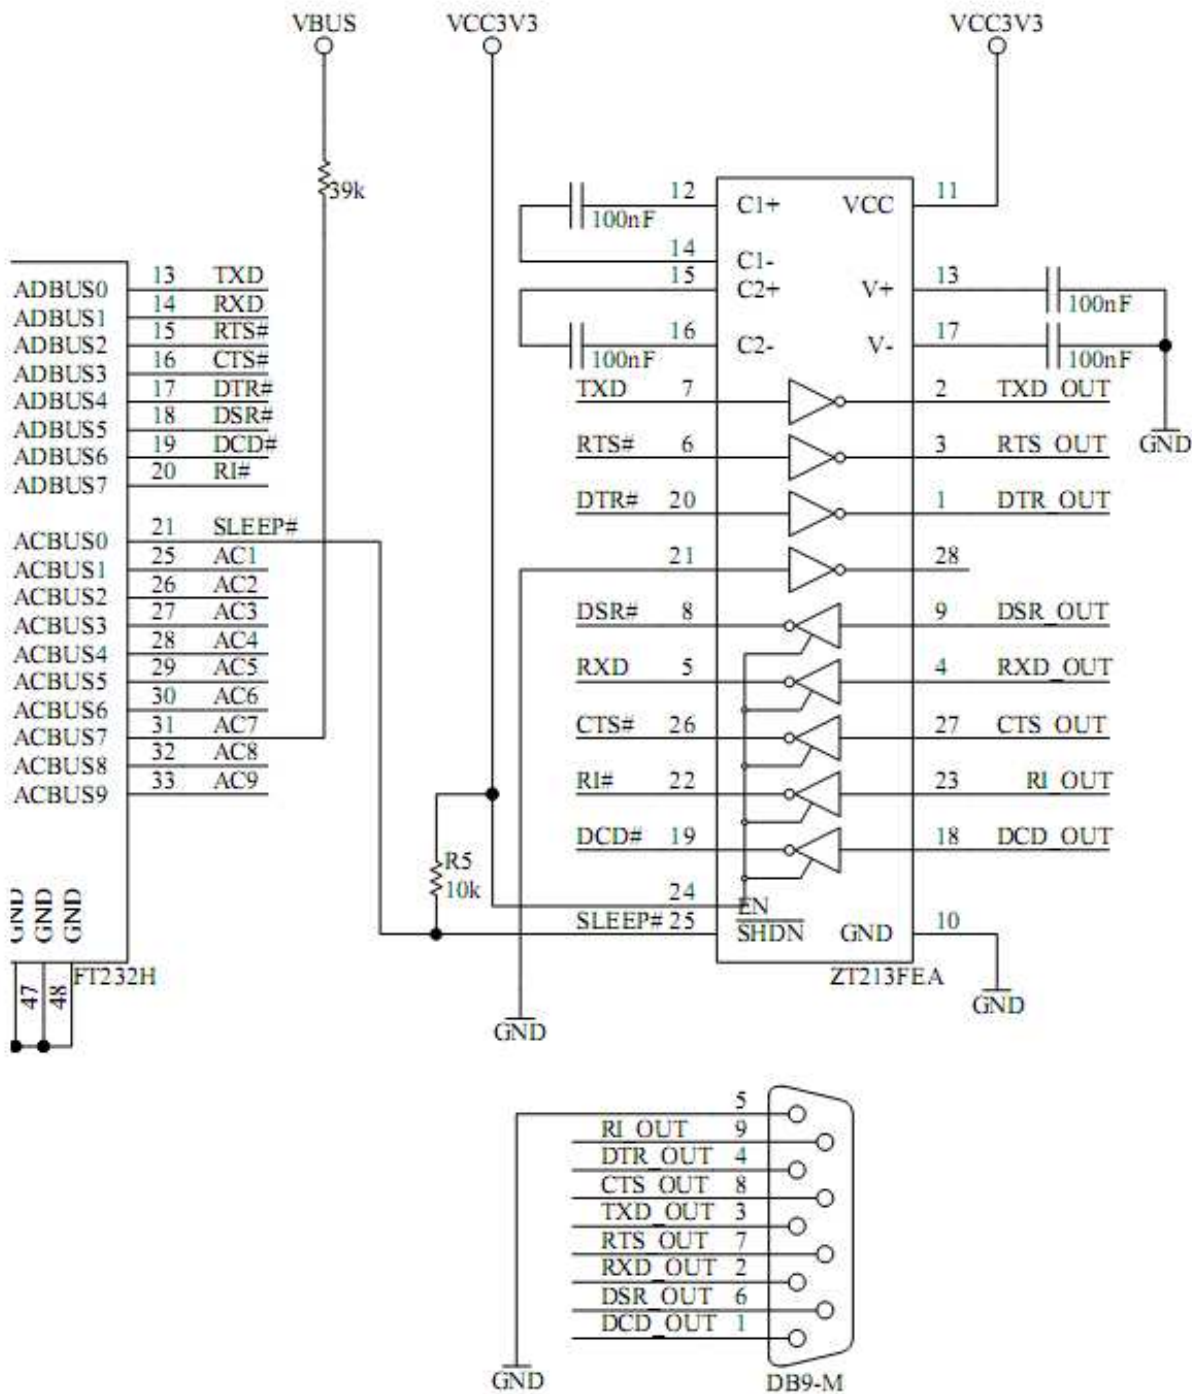 VBUS
VCC3V3
VCC3V3
39k
ADBUS0 13 TXD
ADBUS1 14 RXD
ADBUS2 15 RTS#
ADBUS3 16 CTS#
ADBUS4 17 DTR#
ADBUS5 18 DSR#
ADBUS6 19 DCD#
ADBUS7 20 RI#
ACBUS0 21 SLEEP#
ACBUS1 25 AC1
ACBUS2 26 AC2
ACBUS3 27 AC3
ACBUS4 28 AC4
ACBUS5 29 AC5
ACBUS6 30 AC6
ACBUS7 31 AC7
ACBUS8 32 AC8
ACBUS9 33 AC9
GND
GND
GND
47
48
FT232H
R5
10k
12 C1+ VCC 11
100nF
14 C1-
15 C2+ V+ 13
100nF
16 C2- V- 17
100nF
100nF
GND
TXD 7 2 TXD_OUT
RTS# 6 3 RTS_OUT
DTR# 20 1 DTR_OUT
21 28
DSR# 8 9 DSR_OUT
RXD 5 4 RXD_OUT
CTS# 26 27 CTS_OUT
RI# 22 23 RI_OUT
DCD# 19 18 DCD_OUT
24 EN
SLEEP# 25 SHDN GND 10
ZT213FEA
GND
GND
5
RI_OUT 9
DTR_OUT 4
CTS_OUT 8
TXD_OUT 3
RTS_OUT 7
RXD_OUT 2
DSR_OUT 6
DCD_OUT 1
GND
DB9-M